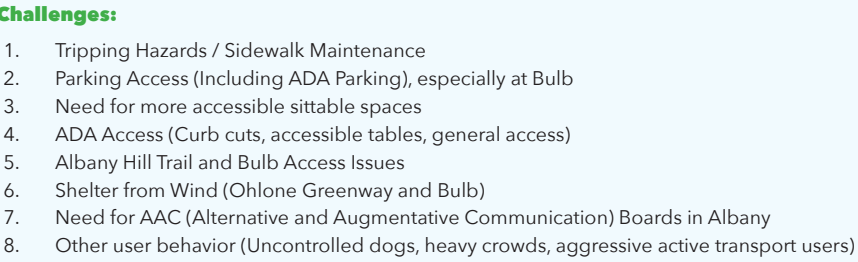 Challenges:
1. Tripping Hazards / Sidewalk Maintenance
2. Parking Access (Including ADA Parking), especially at Bulb
3. Need for more accessible sittable spaces
4. ADA Access (Curb cuts, accessible tables, general access)
5. Albany Hill Trail and Bulb Access Issues
6. Shelter from Wind (Ohlone Greenway and Bulb)
7. Need for AAC (Alternative and Augmentative Communication) Boards in Albany
8. Other user behavior (Uncontrolled dogs, heavy crowds, aggressive active transport users)